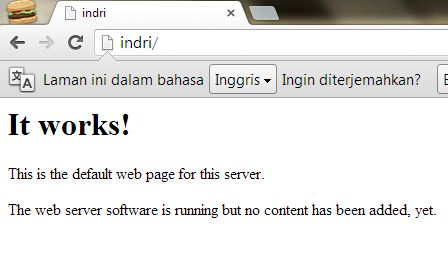 indri
indri/
Laman ini dalam bahasa Inggris Ingin diterjemahkan?
It works!
This is the default web page for this server.
The web server software is running but no content has been added, yet.